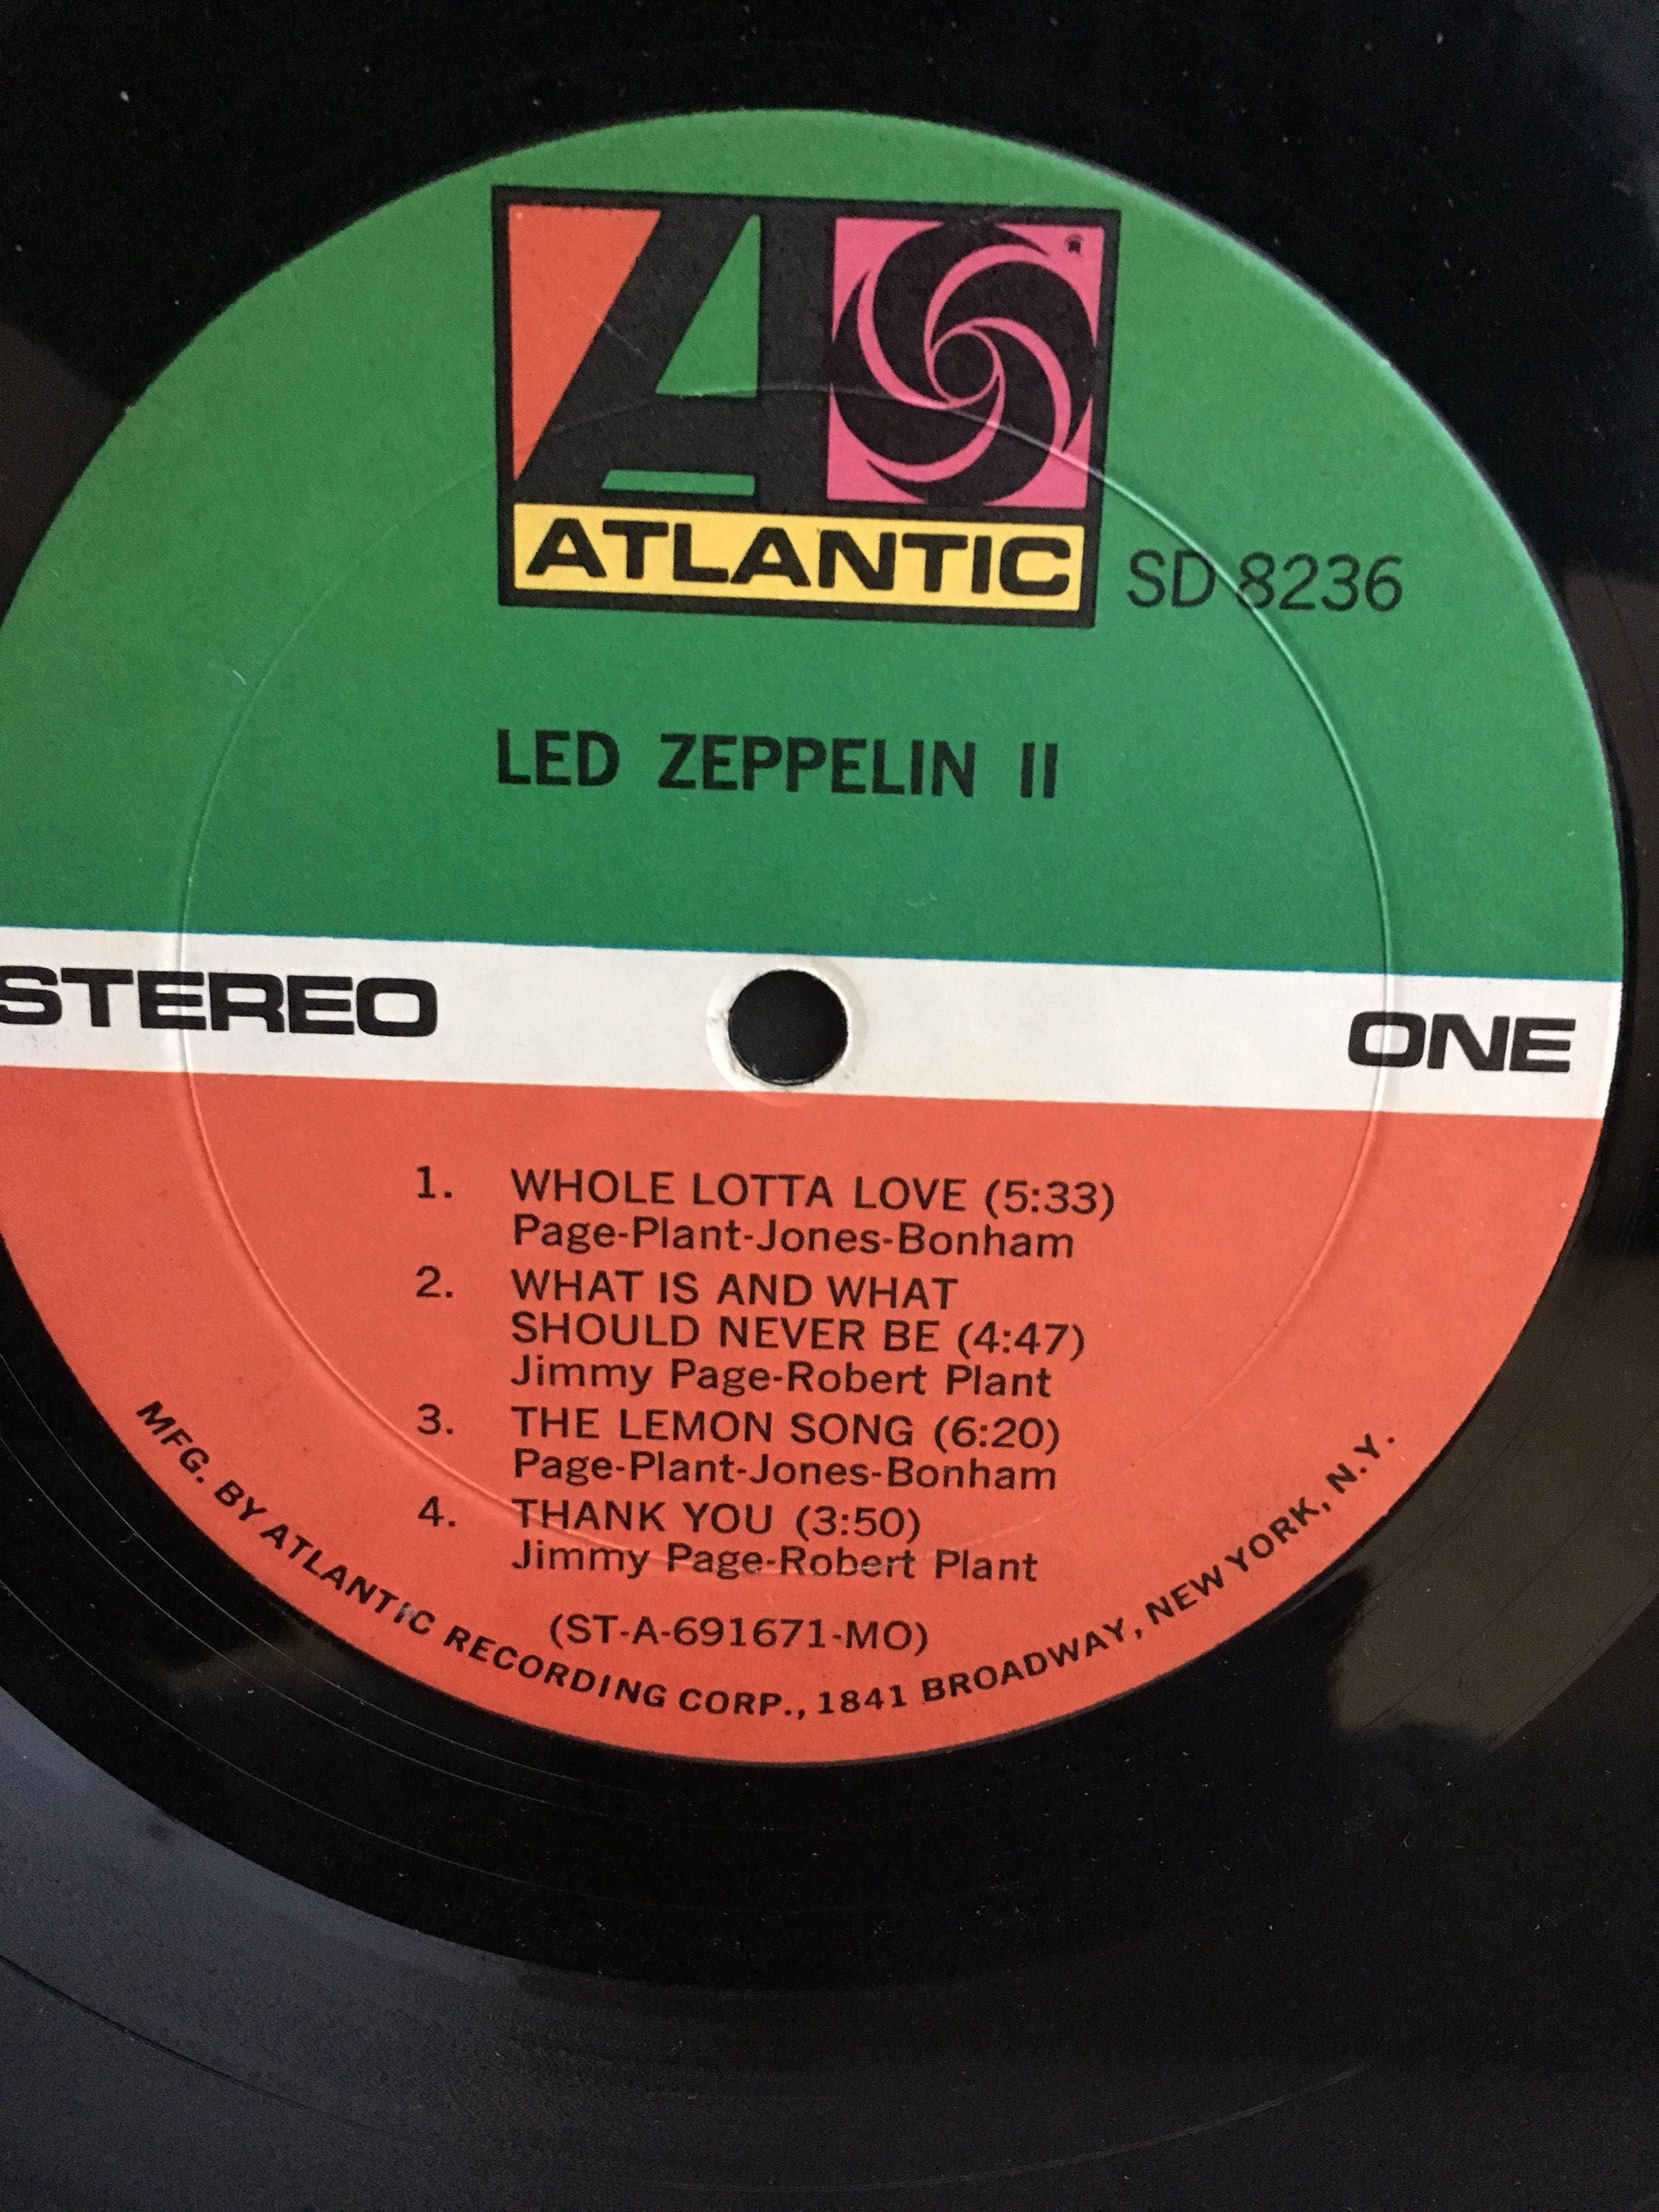 ATLANTIC
SD 8236
LED ZEPPELIN II
STEREO
ONE
1. WHOLE LOTTA LOVE (5:33)
Page-Plant-Jones-Bonham
2. WHAT IS AND WHAT
SHOULD NEVER BE (4:47)
Jimmy Page-Robert Plant
3. THE LEMON SONG (6:20)
Page-Plant-Jones-Bonham
4. THANK YOU (3:50)
Jimmy Page-Robert Plant
(ST-A-691671-MO)
MFG. BY ATLANTIC RECORDING CORP., 1841 BROADWAY, NEW YORK, N.Y.